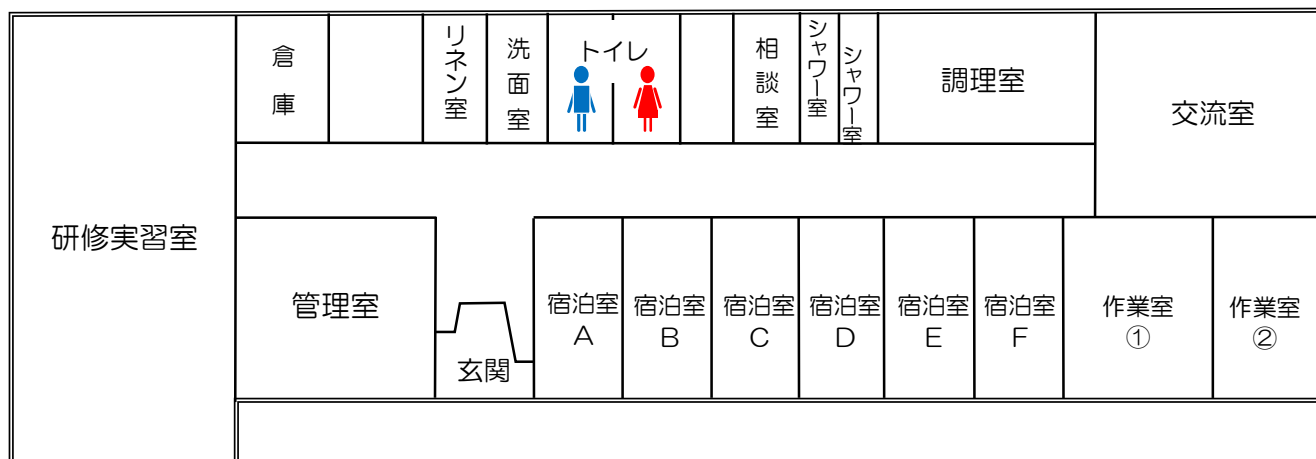 倉庫
リネン室
洗面室
トイレ
相談室
シャワー室
シャワー室
調理室
交流室
研修実習室
管理室
玄関
宿泊室
A
宿泊室
B
宿泊室
C
宿泊室
D
宿泊室
E
宿泊室
F
作業室
①
作業室
②